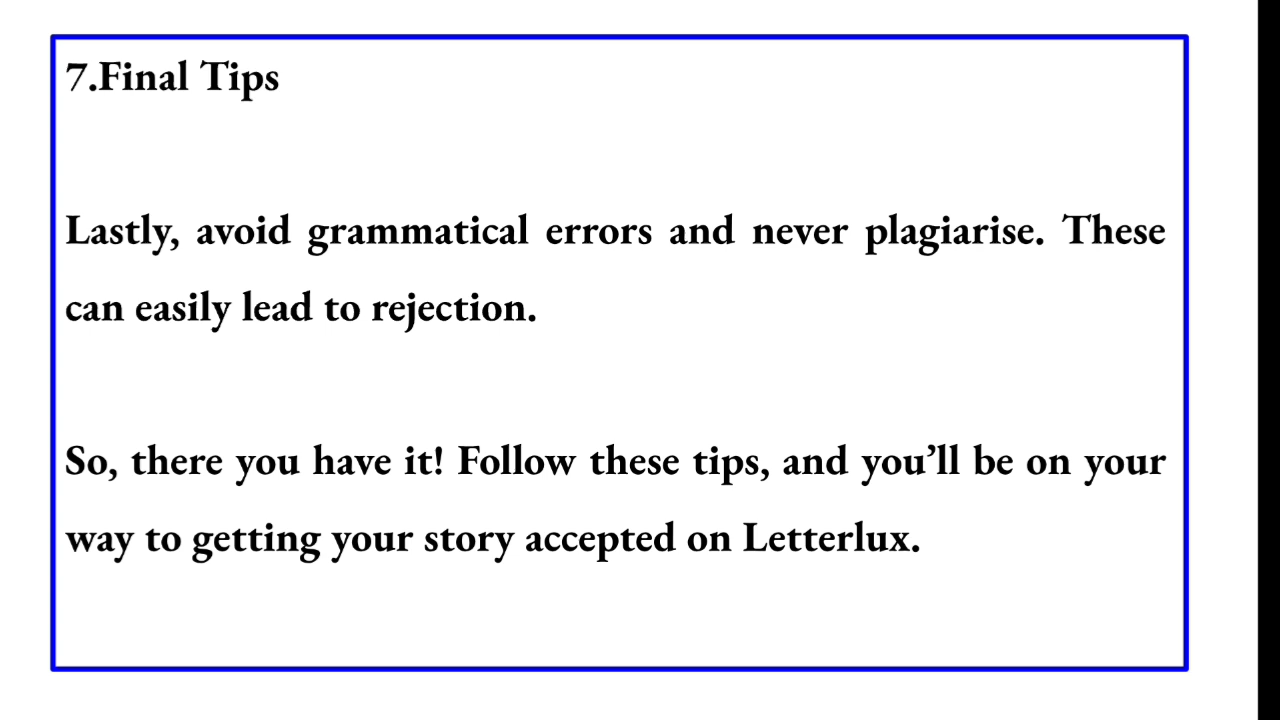 7.Final Tips
Lastly, avoid grammatical errors and never plagiarise. These
can easily lead to rejection.
So, there you have it! Follow these tips, and you’ll be on your
way to getting your story accepted on Letterlux.